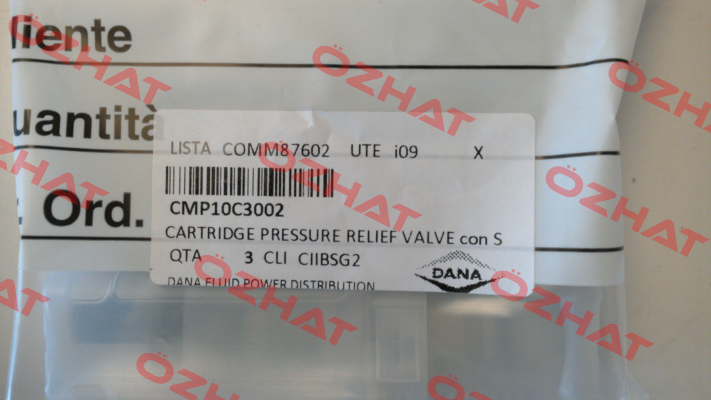 liente
uantità
. Ord.
LISTA COMM87602 UTE i09 X
CMP10C3002
CARTRIDGE PRESSURE RELIEF VALVE con S
QTA 3 CLI CIIBSG2
DANA
DANA FLUID POWER DISTRIBUTION
ÖZHAT
ÖZHAT
ÖZHAT
ÖZHAT
ÖZHAT
ÖZHAT
ÖZHAT
ÖZHAT
ÖZHAT